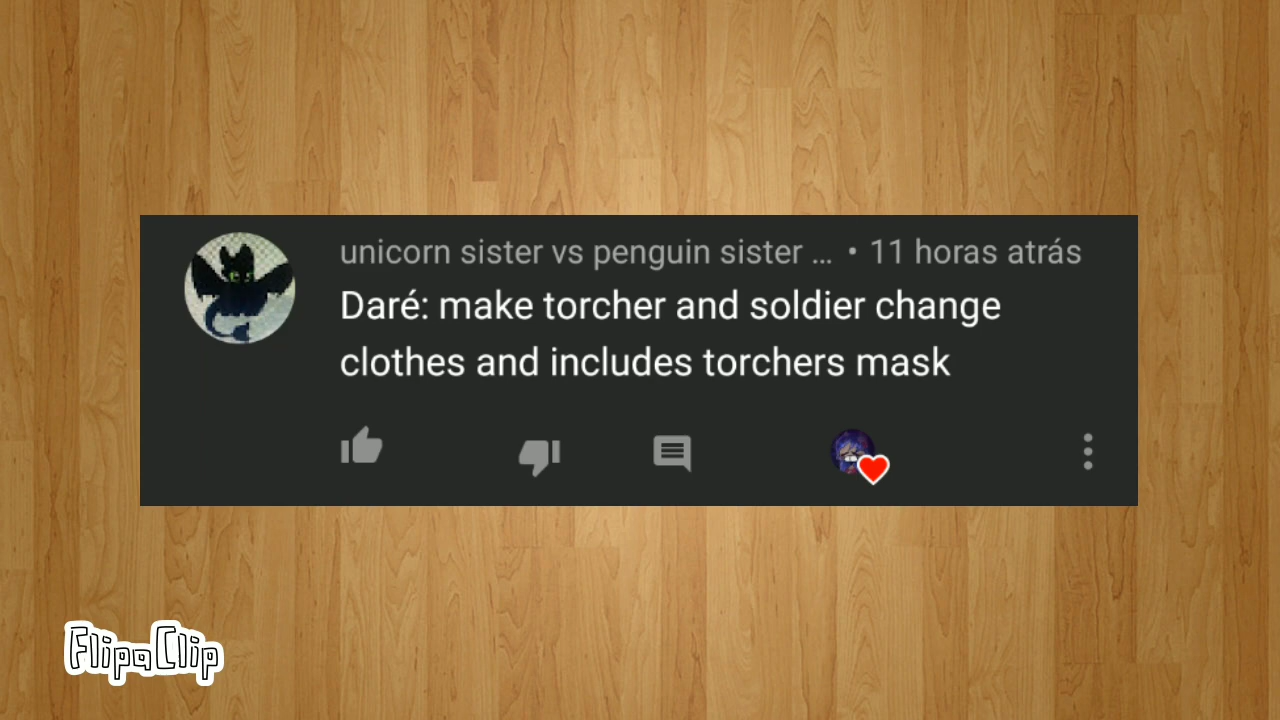 unicorn sister vs penguin sister ... • 11 horas atrás
Daré: make torcher and soldier change
clothes and includes torchers mask
FlipaClip